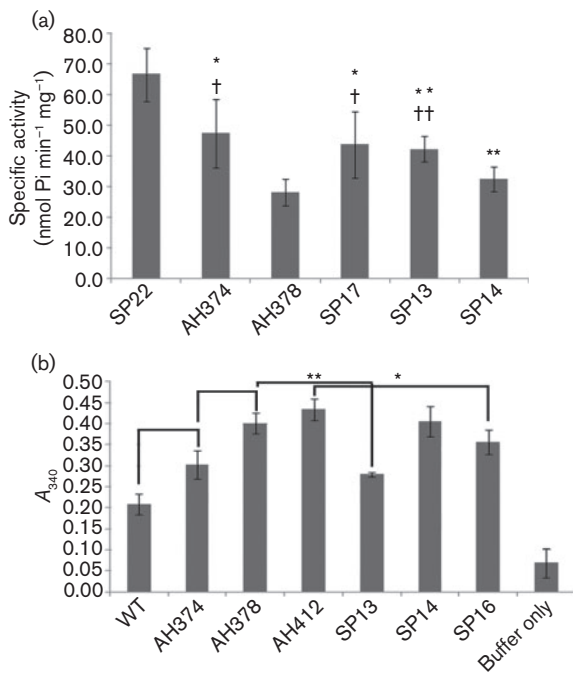 (a)
Specific activity
(nmol Pi min⁻¹ mg⁻¹)
80.0
70.0
60.0
50.0
40.0
30.0
20.0
10.0
0.0
*
†
*
†
**
††
**
SP22
AH374
AH378
SP17
SP13
SP14
(b)
A₃₄₀
0.50
0.45
0.40
0.35
0.30
0.25
0.20
0.15
0.10
0.05
0.00
**
*
WT
AH374
AH378
AH412
SP13
SP14
SP16
Buffer only